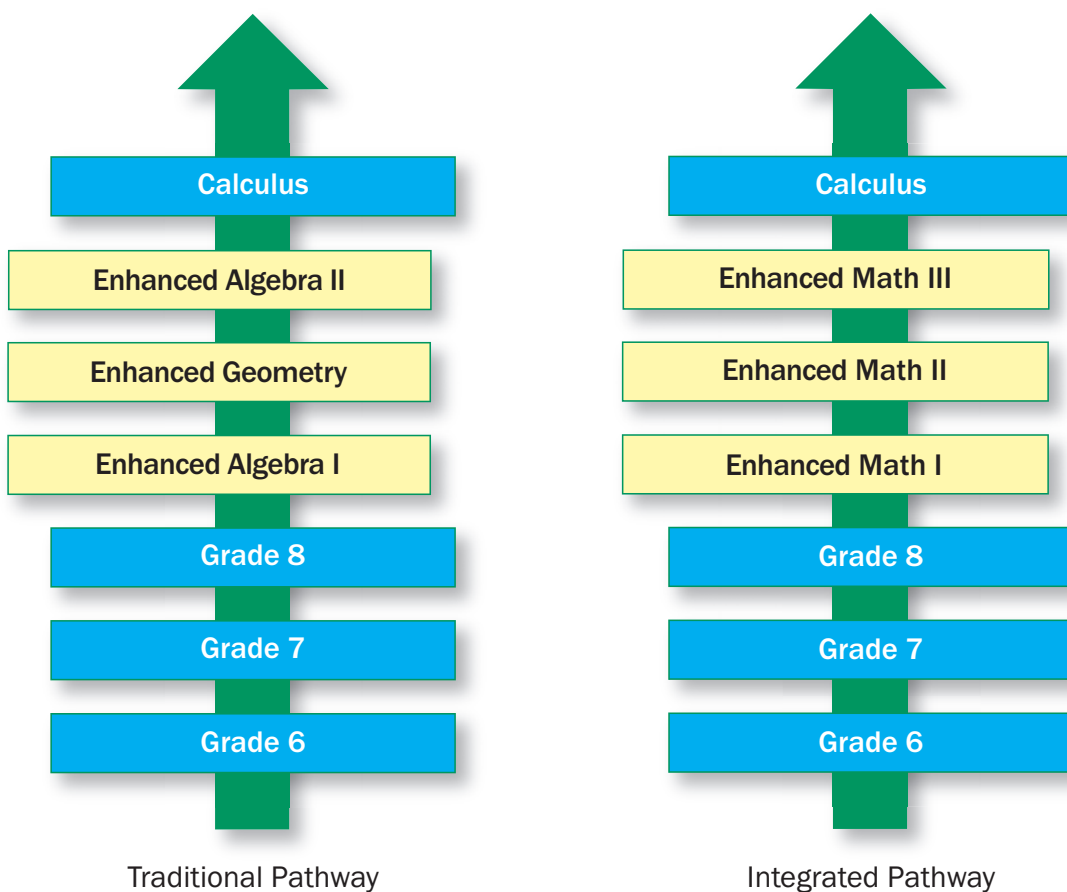 Calculus
Enhanced Algebra II
Enhanced Geometry
Enhanced Algebra I
Grade 8
Grade 7
Grade 6
Traditional Pathway
Calculus
Enhanced Math III
Enhanced Math II
Enhanced Math I
Grade 8
Grade 7
Grade 6
Integrated Pathway